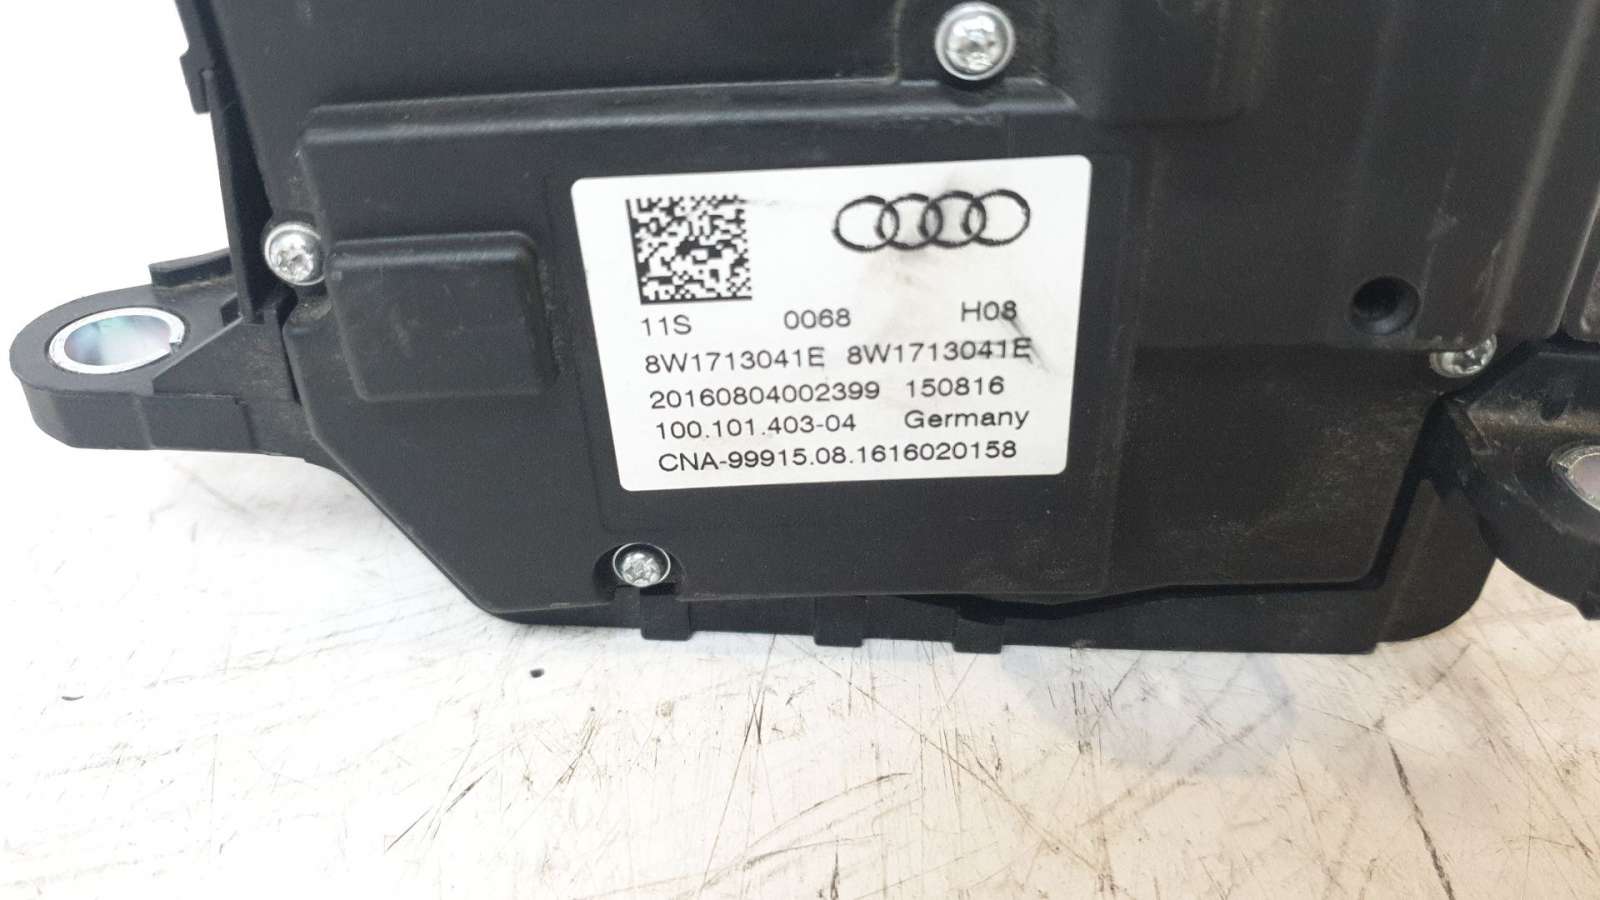 11S 0068 H08
8W1713041E 8W1713041E
20160804002399 150816
100.101.403-04 Germany
CNA-99915.08.1616020158